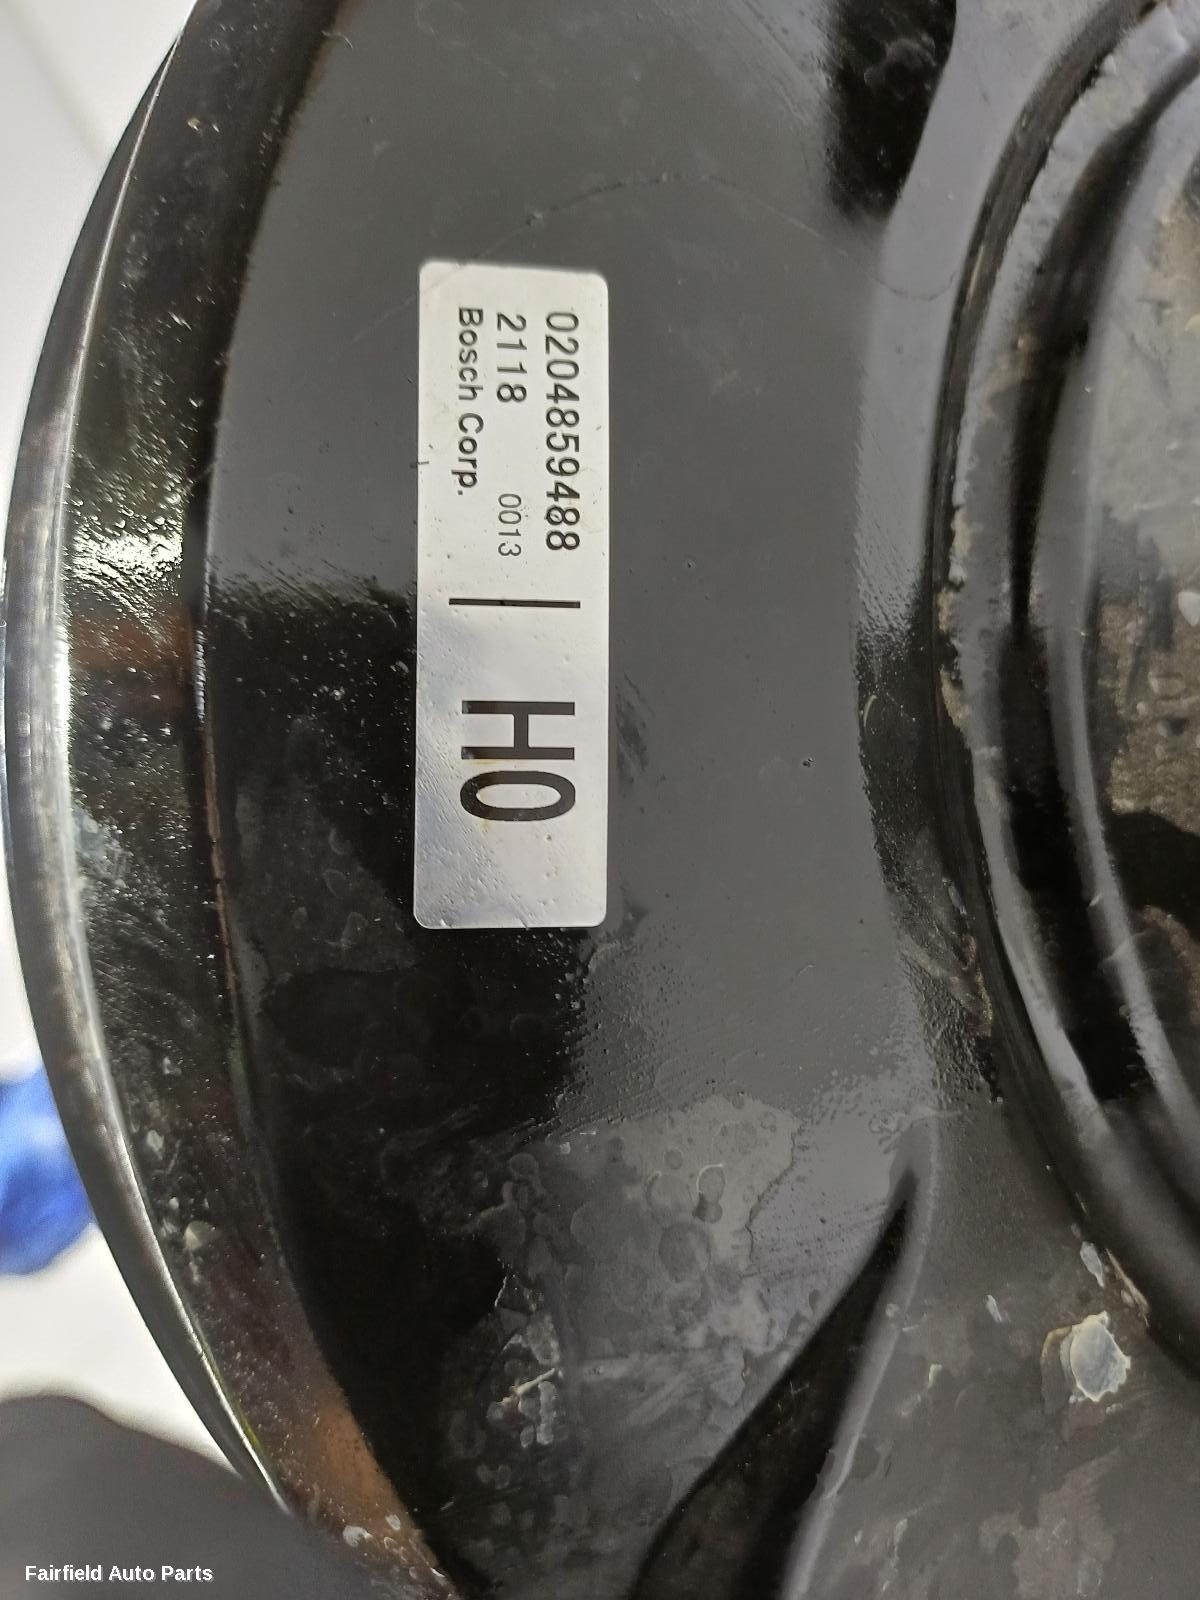 0204859488
2118 0013
Bosch Corp.
H0
Fairfield Auto Parts